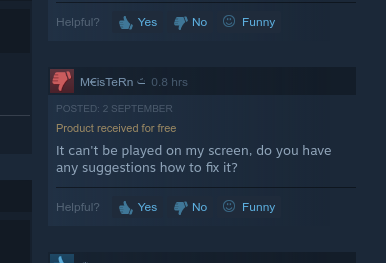 Helpful? Yes No Funny
M€isTeRn 0.8 hrs
POSTED: 2 SEPTEMBER
Product received for free
It can't be played on my screen, do you have
any suggestions how to fix it?
Helpful? Yes No Funny